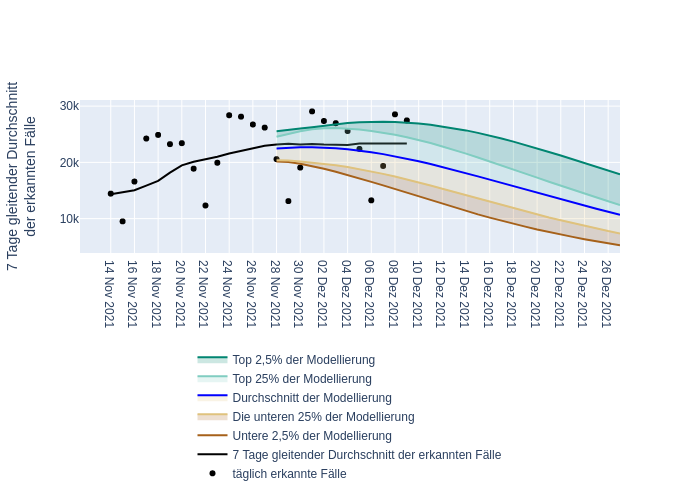 7 Tage gleitender Durchschnitt
der erkannten Fälle
30k
20k
10k
14 Nov 2021
16 Nov 2021
18 Nov 2021
20 Nov 2021
22 Nov 2021
24 Nov 2021
26 Nov 2021
28 Nov 2021
30 Nov 2021
02 Dez 2021
04 Dez 2021
06 Dez 2021
08 Dez 2021
10 Dez 2021
12 Dez 2021
14 Dez 2021
16 Dez 2021
18 Dez 2021
20 Dez 2021
22 Dez 2021
24 Dez 2021
26 Dez 2021
Top 2,5% der Modellierung
Top 25% der Modellierung
Durchschnitt der Modellierung
Die unteren 25% der Modellierung
Untere 2,5% der Modellierung
7 Tage gleitender Durchschnitt der erkannten Fälle
täglich erkannte Fälle